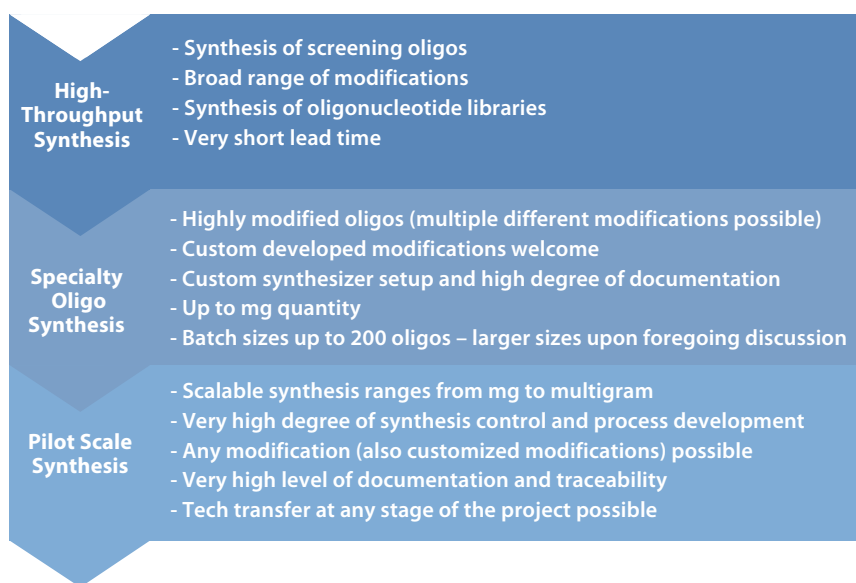 High-
Throughput
Synthesis
- Synthesis of screening oligos
- Broad range of modifications
- Synthesis of oligonucleotide libraries
- Very short lead time
Specialty
Oligo
Synthesis
- Highly modified oligos (multiple different modifications possible)
- Custom developed modifications welcome
- Custom synthesizer setup and high degree of documentation
- Up to mg quantity
- Batch sizes up to 200 oligos – larger sizes upon foregoing discussion
Pilot Scale
Synthesis
- Scalable synthesis ranges from mg to multigram
- Very high degree of synthesis control and process development
- Any modification (also customized modifications) possible
- Very high level of documentation and traceability
- Tech transfer at any stage of the project possible